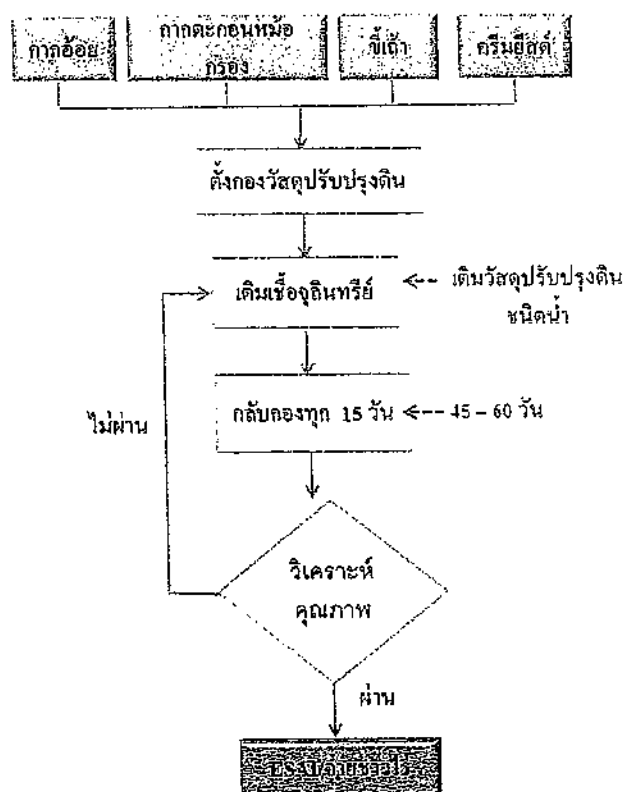 กากอ้อย
กากตะกอนหม้อ
กรอง
ขี้เถ้า
ครีมยีสต์
ตั้งกองวัสดุปรับปรุงดิน
เติมเชื้อจุลินทรีย์
เติมวัสดุปรับปรุงดิน
ชนิดน้ำ
กลับกองทุก 15 วัน
45 – 60 วัน
ไม่ผ่าน
วิเคราะห์
คุณภาพ
ผ่าน